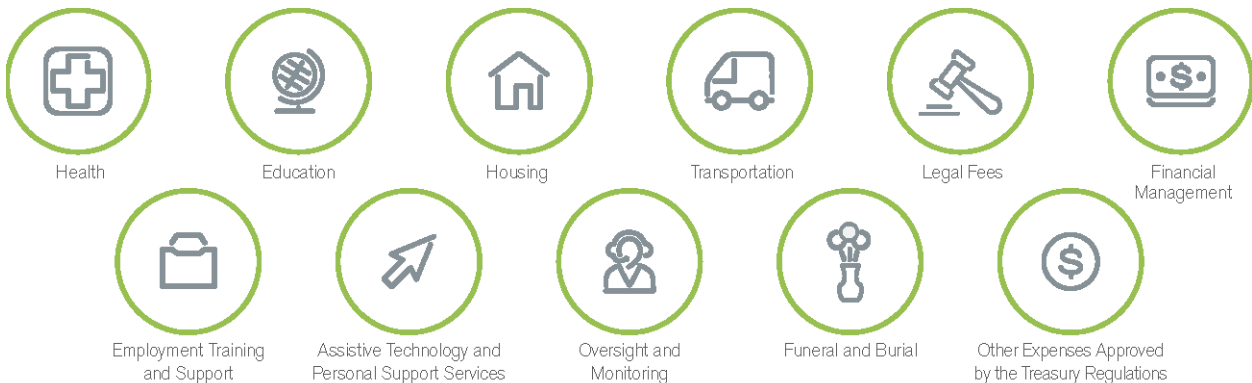 Health
Education
Housing
Transportation
Legal Fees
Financial
Management
Employment Training
and Support
Assistive Technology and
Personal Support Services
Oversight and
Monitoring
Funeral and Burial
Other Expenses Approved
by the Treasury Regulations